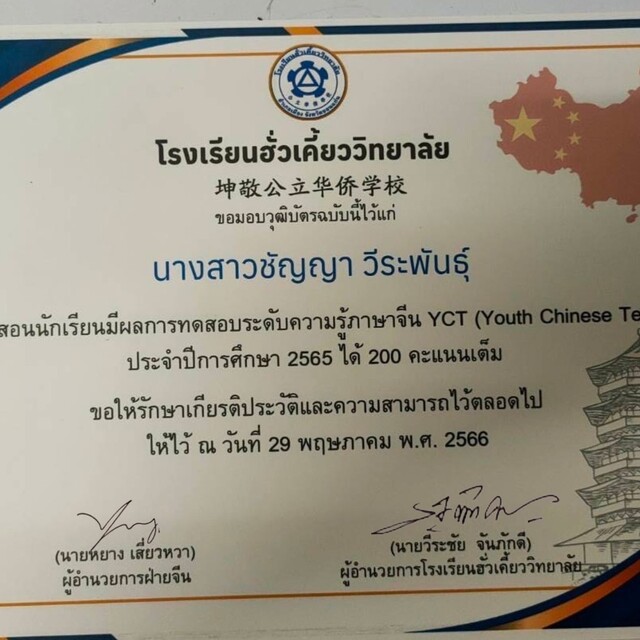 โรงเรียนฮั่วเคี้ยววิทยาลัย
坤敬公立华侨学校
ขอมอบวุฒิบัตรฉบับนี้ไว้แก่
นางสาวชัญญา วีระพันธุ์
สอนนักเรียนมีผลการทดสอบระดับความรู้ภาษาจีน YCT (Youth Chinese Te
ประจำปีการศึกษา 2565 ได้ 200 คะแนนเต็ม
ขอให้รักษาเกียรติประวัติและความสามารถไว้ตลอดไป
ให้ไว้ ณ วันที่ 29 พฤษภาคม พ.ศ. 2566
(นายหยาง เสี่ยวหวา)
ผู้อำนวยการฝ่ายจีน
(นายวีระชัย จันภักดี)
ผู้อำนวยการโรงเรียนฮั่วเคี้ยววิทยาลัย